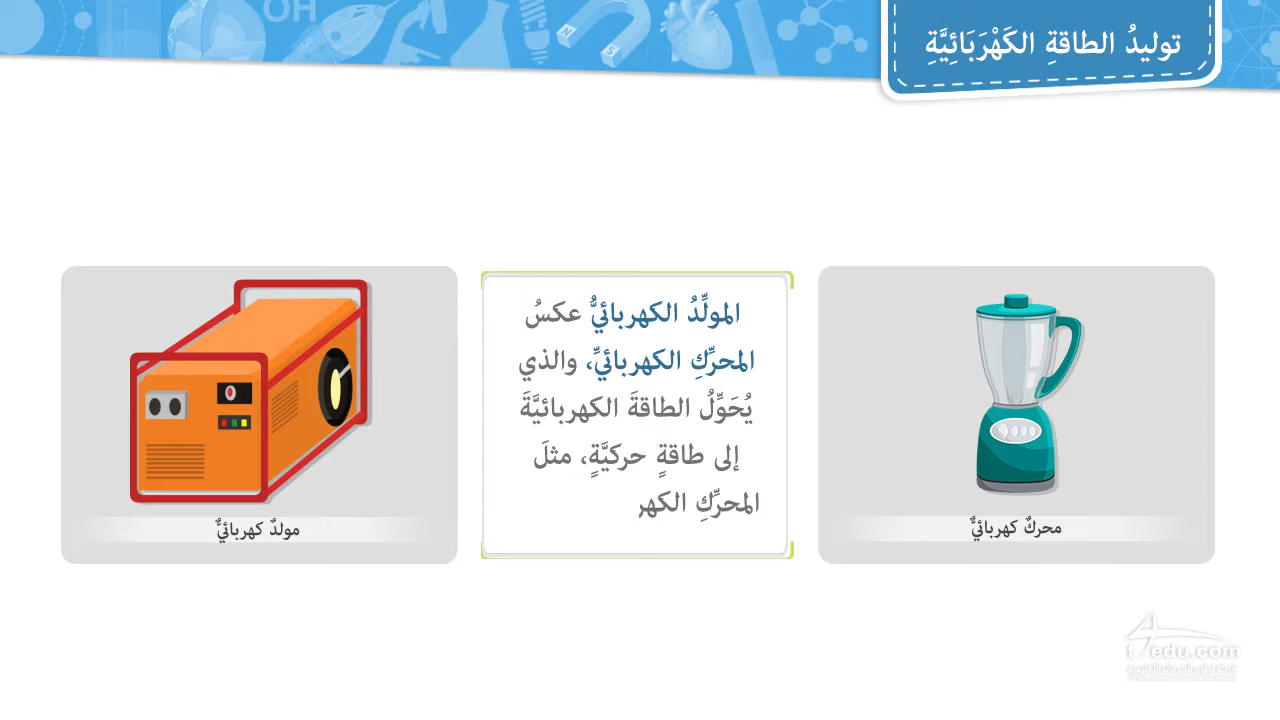 توليدُ الطاقةِ الكَهْرَبَائِيَّةِ
OH
N
S
المولِّدُ الكهربائيُّ عكسُ
المحرِّكِ الكهربائيِّ، والذي
يُحَوِّلُ الطاقةَ الكهربائيَّةَ
إلى طاقةٍ حركيَّةٍ، مثلَ
المحرِّكِ الكهر
محركٌ كهربائيٌّ
مولدٌ كهربائيٌّ
edu.com